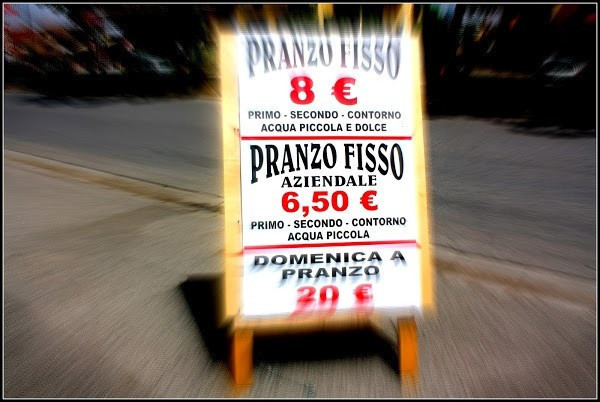 PRANZO FISSO
8 €
PRIMO - SECONDO - CONTORNO
ACQUA PICCOLA E DOLCE
PRANZO FISSO
AZIENDALE
6,50 €
PRIMO - SECONDO - CONTORNO
ACQUA PICCOLA
DOMENICA A
PRANZO
20 €